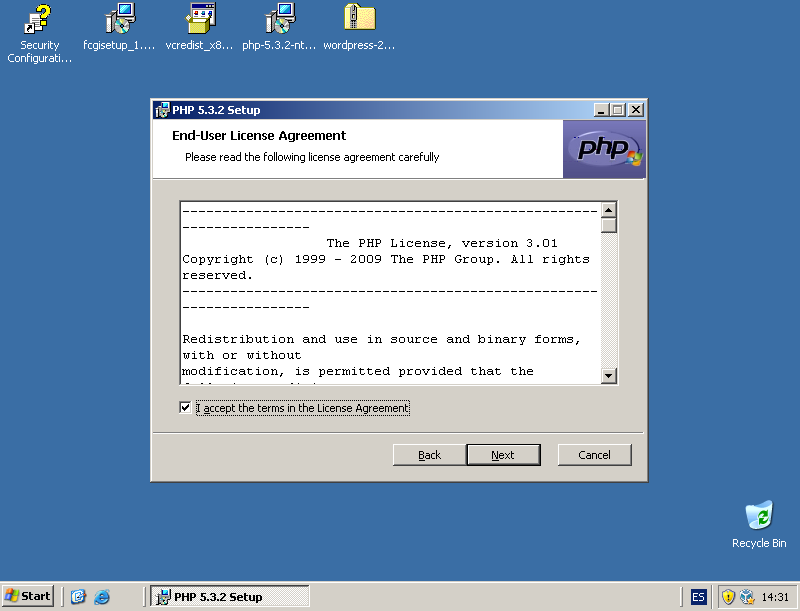 Security
Configurati...
fcgisetup_1....
vcredist_x8...
php-5.3.2-nt...
wordpress-2...
PHP 5.3.2 Setup
End-User License Agreement
Please read the following license agreement carefully
php
----------------------------------------------------
----------------
The PHP License, version 3.01
Copyright (c) 1999 - 2009 The PHP Group. All rights
reserved.
----------------------------------------------------
----------------
Redistribution and use in source and binary forms,
with or without
modification, is permitted provided that the
I accept the terms in the License Agreement
Back
Next
Cancel
Recycle Bin
Start
PHP 5.3.2 Setup
ES
14:31